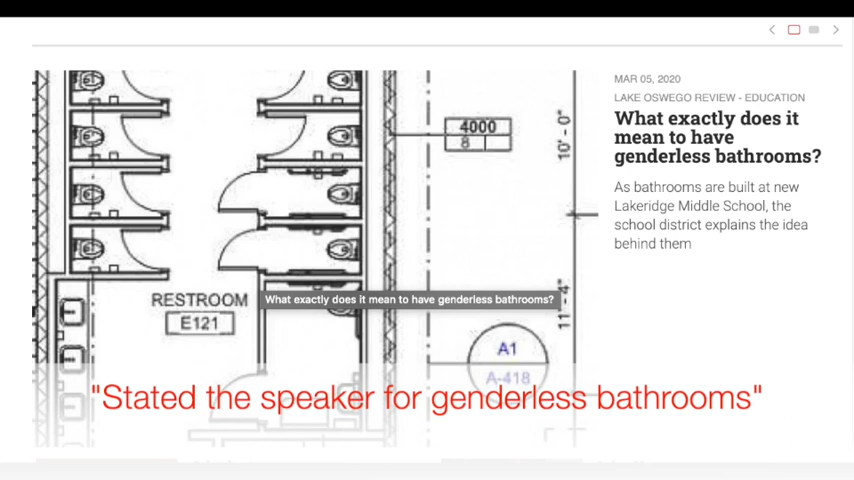 MAR 05, 2020
LAKE OSWEGO REVIEW - EDUCATION
What exactly does it
mean to have
genderless bathrooms?
As bathrooms are built at new
Lakeridge Middle School, the
school district explains the idea
behind them
4000
8
10' - 0"
RESTROOM
E121
What exactly does it mean to have genderless bathrooms?
11' - 4"
A1
A-418
"Stated the speaker for genderless bathrooms"